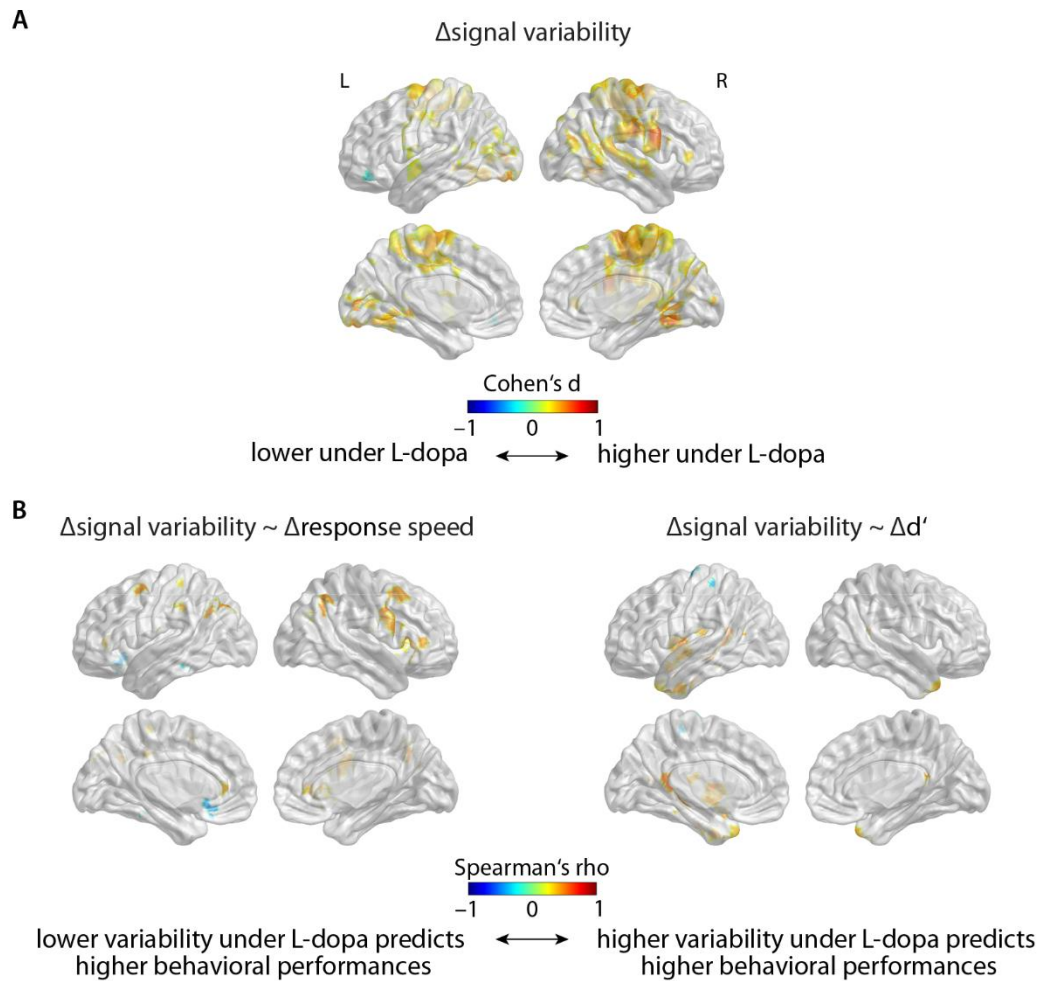 A
Δsignal variability
L
R
Cohen‘s d
−1 0 1
lower under L-dopa ⟷ higher under L-dopa
B
Δsignal variability ~ Δresponse speed
Δsignal variability ~ Δd‘
Spearman‘s rho
−1 0 1
lower variability under L-dopa predicts
higher behavioral performances
⟷
higher variability under L-dopa predicts
higher behavioral performances